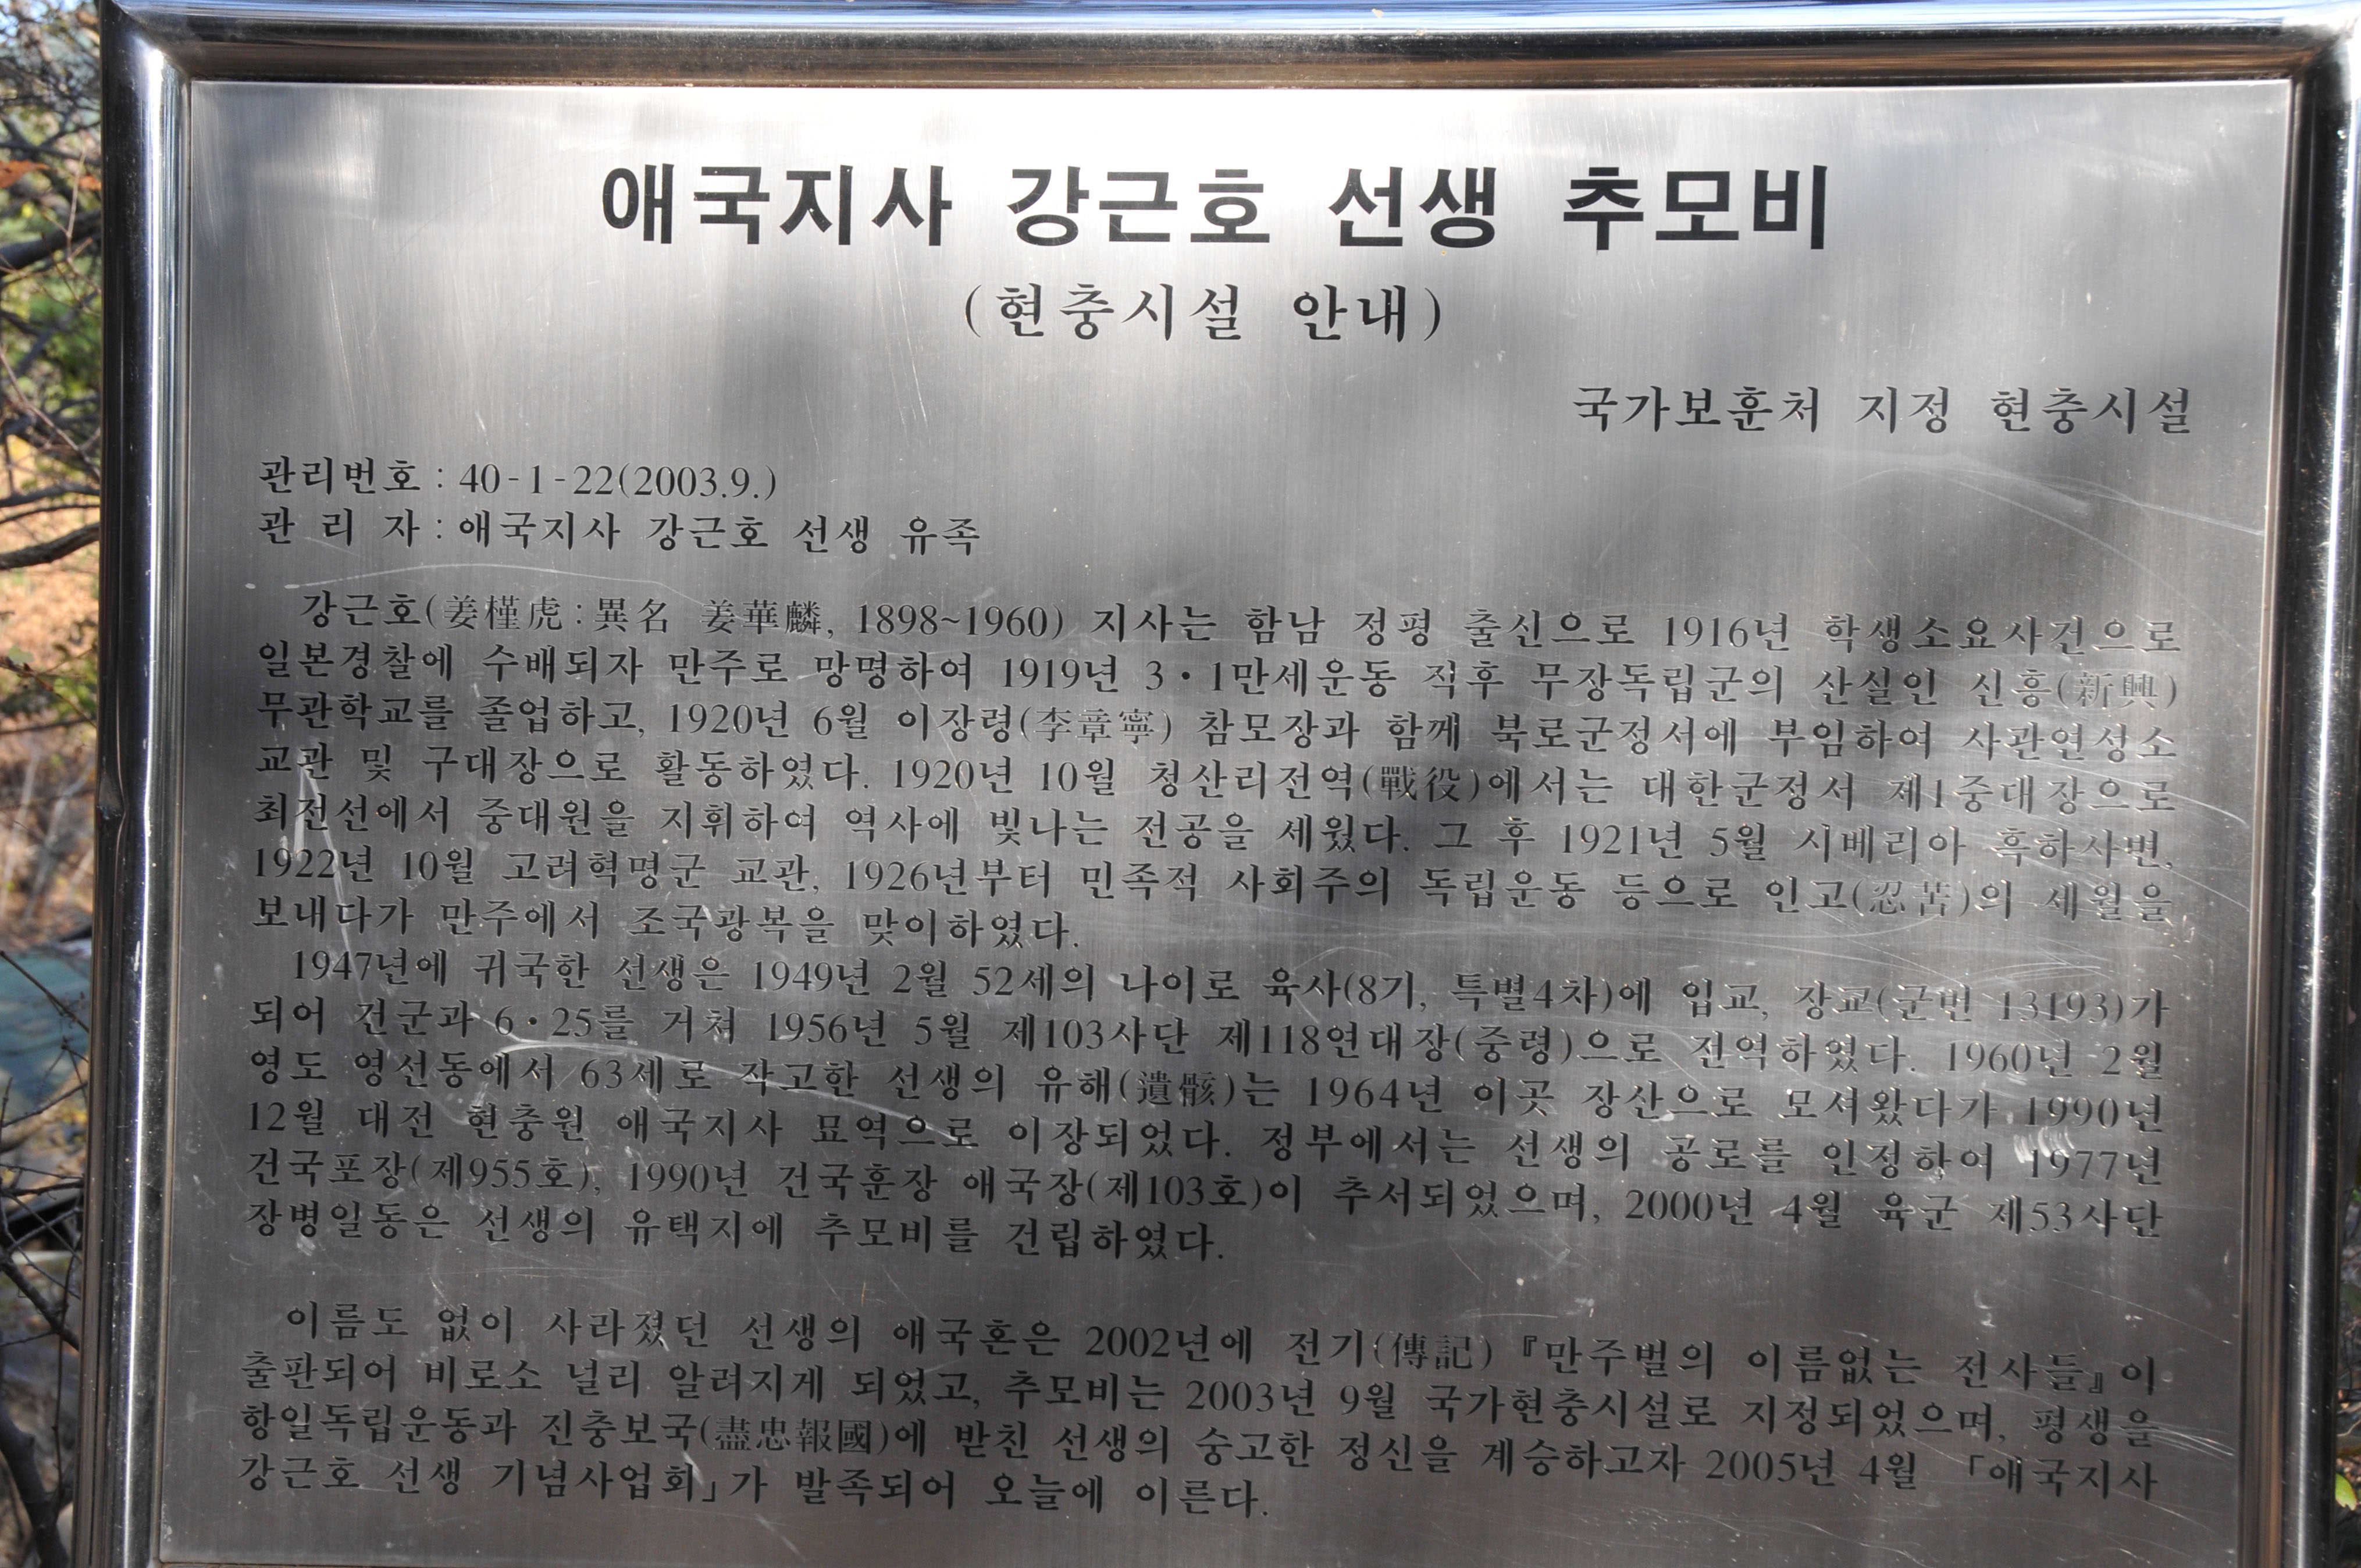 애국지사 강근호 선생 추모비
(현충시설 안내)
국가보훈처 지정 현충시설
관리번호 : 40-1-22(2003.9.)
관 리 자 : 애국지사 강근호 선생 유족
강근호(姜槿虎 : 異名 姜華麟, 1898~1960) 지사는 함남 정평 출신으로 1916년 학생소요사건으로
일본경찰에 수배되자 만주로 망명하여 1919년 3·1만세운동 직후 무장독립군의 산실인 신흥(新興)
무관학교를 졸업하고, 1920년 6월 이장령(李章寧) 참모장과 함께 북로군정서에 부임하여 사관연성소
교관 및 구대장으로 활동하였다. 1920년 10월 청산리전역(戰役)에서는 대한군정서 제1중대장으로
최전선에서 중대원을 지휘하여 역사에 빛나는 전공을 세웠다. 그 후 1921년 5월 시베리아 흑하사변,
1922년 10월 고려혁명군 교관, 1926년부터 민족적 사회주의 독립운동 등으로 인고(忍苦)의 세월을
보내다가 만주에서 조국광복을 맞이하였다.
1947년에 귀국한 선생은 1949년 2월 52세의 나이로 육사(8기, 특별4차)에 입교, 장교(군번 13193)가
되어 건군과 6·25를 거쳐 1956년 5월 제103사단 제118연대장(중령)으로 전역하였다. 1960년 2월
영도 영선동에서 63세로 작고한 선생의 유해(遺骸)는 1964년 이곳 장산으로 모셔왔다가 1990년
12월 대전 현충원 애국지사 묘역으로 이장되었다. 정부에서는 선생의 공로를 인정하여 1977년
건국포장(제955호), 1990년 건국훈장 애국장(제103호)이 추서되었으며, 2000년 4월 육군 제53사단
장병일동은 선생의 유택지에 추모비를 건립하였다.
이름도 없이 사라졌던 선생의 애국혼은 2002년에 전기(傳記) 『만주벌의 이름없는 전사들』이
출판되어 비로소 널리 알려지게 되었고, 추모비는 2003년 9월 국가현충시설로 지정되었으며, 평생을
항일독립운동과 진충보국(盡忠報國)에 받친 선생의 숭고한 정신을 계승하고자 2005년 4월 「애국지사
강근호 선생 기념사업회」가 발족되어 오늘에 이른다.